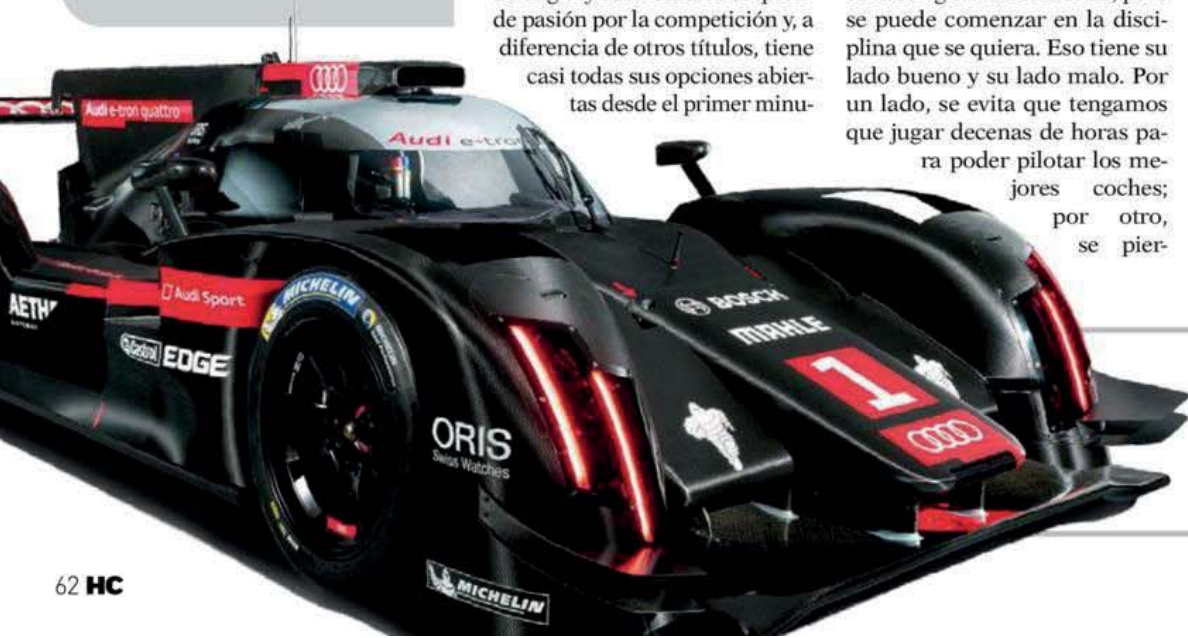 de pasión por la competición y, a
diferencia de otros títulos, tiene
casi todas sus opciones abier-
tas desde el primer minu-
se puede comenzar en la disci-
plina que se quiera. Eso tiene su
lado bueno y su lado malo. Por
un lado, se evita que tengamos
que jugar decenas de horas pa-
ra poder pilotar los me-
jores coches;
por otro,
se pier-
Audi e-tron quattro
Audi e-tron
Audi Sport
MICHELIN
AETH
Castrol EDGE
BOSCH
MAHLE
1
ORIS
Swiss Watches
MICHELIN
62 HC